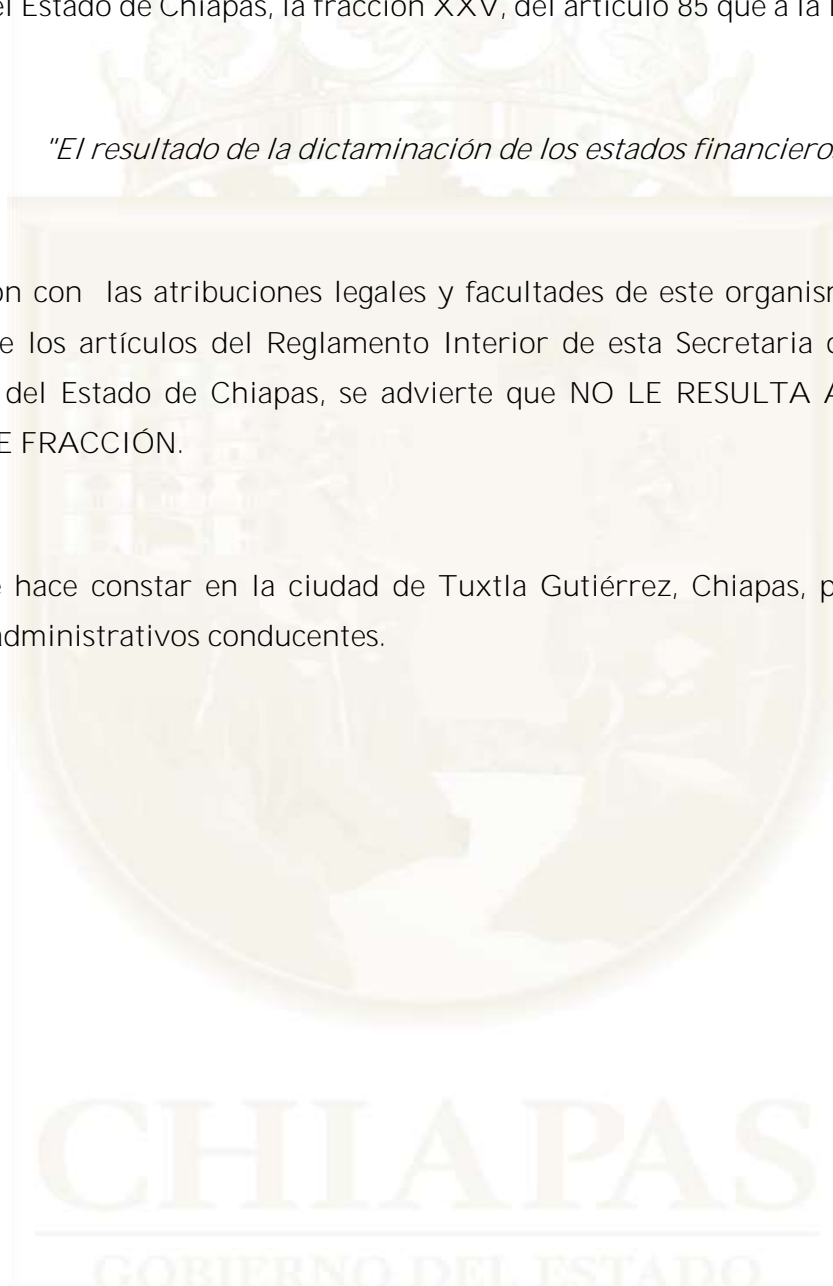 el Estado de Chiapas, la fracción XXV, del artículo 85 que a la
"El resultado de la dictaminación de los estados financiero
ón con las atribuciones legales y facultades de este organis
e los artículos del Reglamento Interior de esta Secretaria
del Estado de Chiapas, se advierte que NO LE RESULTA A
E FRACCIÓN.
e hace constar en la ciudad de Tuxtla Gutiérrez, Chiapas, p
administrativos conducentes.
CHIAPAS
GOBIERNO DEL ESTADO